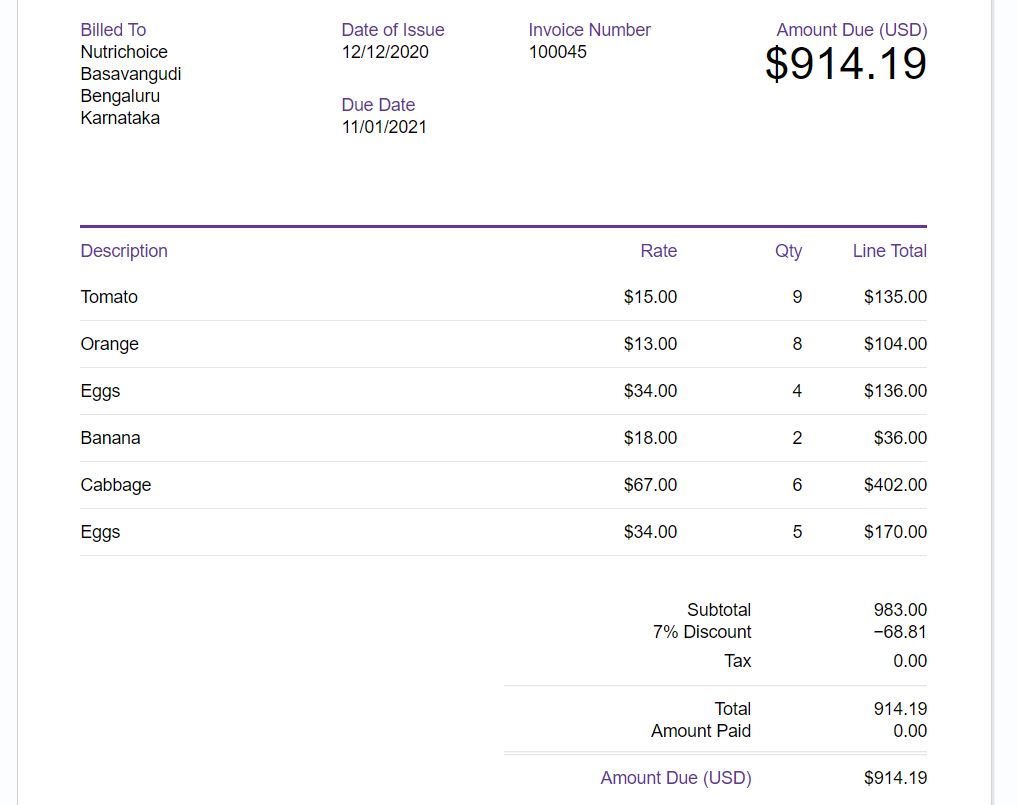 Billed To
Nutrichoice
Basavangudi
Bengaluru
Karnataka
Date of Issue
12/12/2020
Due Date
11/01/2021
Invoice Number
100045
Amount Due (USD)
$914.19
Description Rate Qty Line Total
Tomato $15.00 9 $135.00
Orange $13.00 8 $104.00
Eggs $34.00 4 $136.00
Banana $18.00 2 $36.00
Cabbage $67.00 6 $402.00
Eggs $34.00 5 $170.00
Subtotal 983.00
7% Discount −68.81
Tax 0.00
Total 914.19
Amount Paid 0.00
Amount Due (USD) $914.19